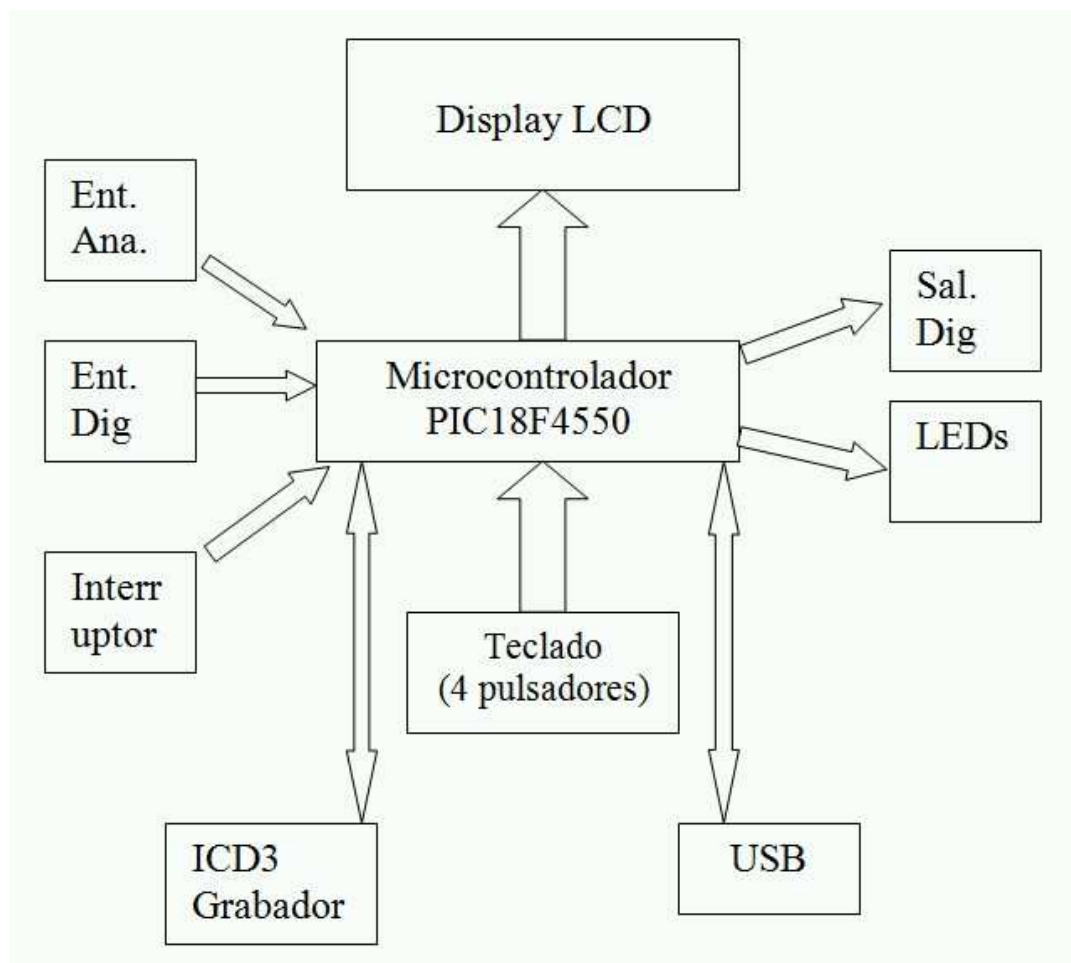 Display LCD
Ent.
Ana.
Sal.
Dig
Ent.
Dig
Microcontrolador
PIC18F4550
LEDs
Interr
uptor
Teclado
(4 pulsadores)
ICD3
Grabador
USB